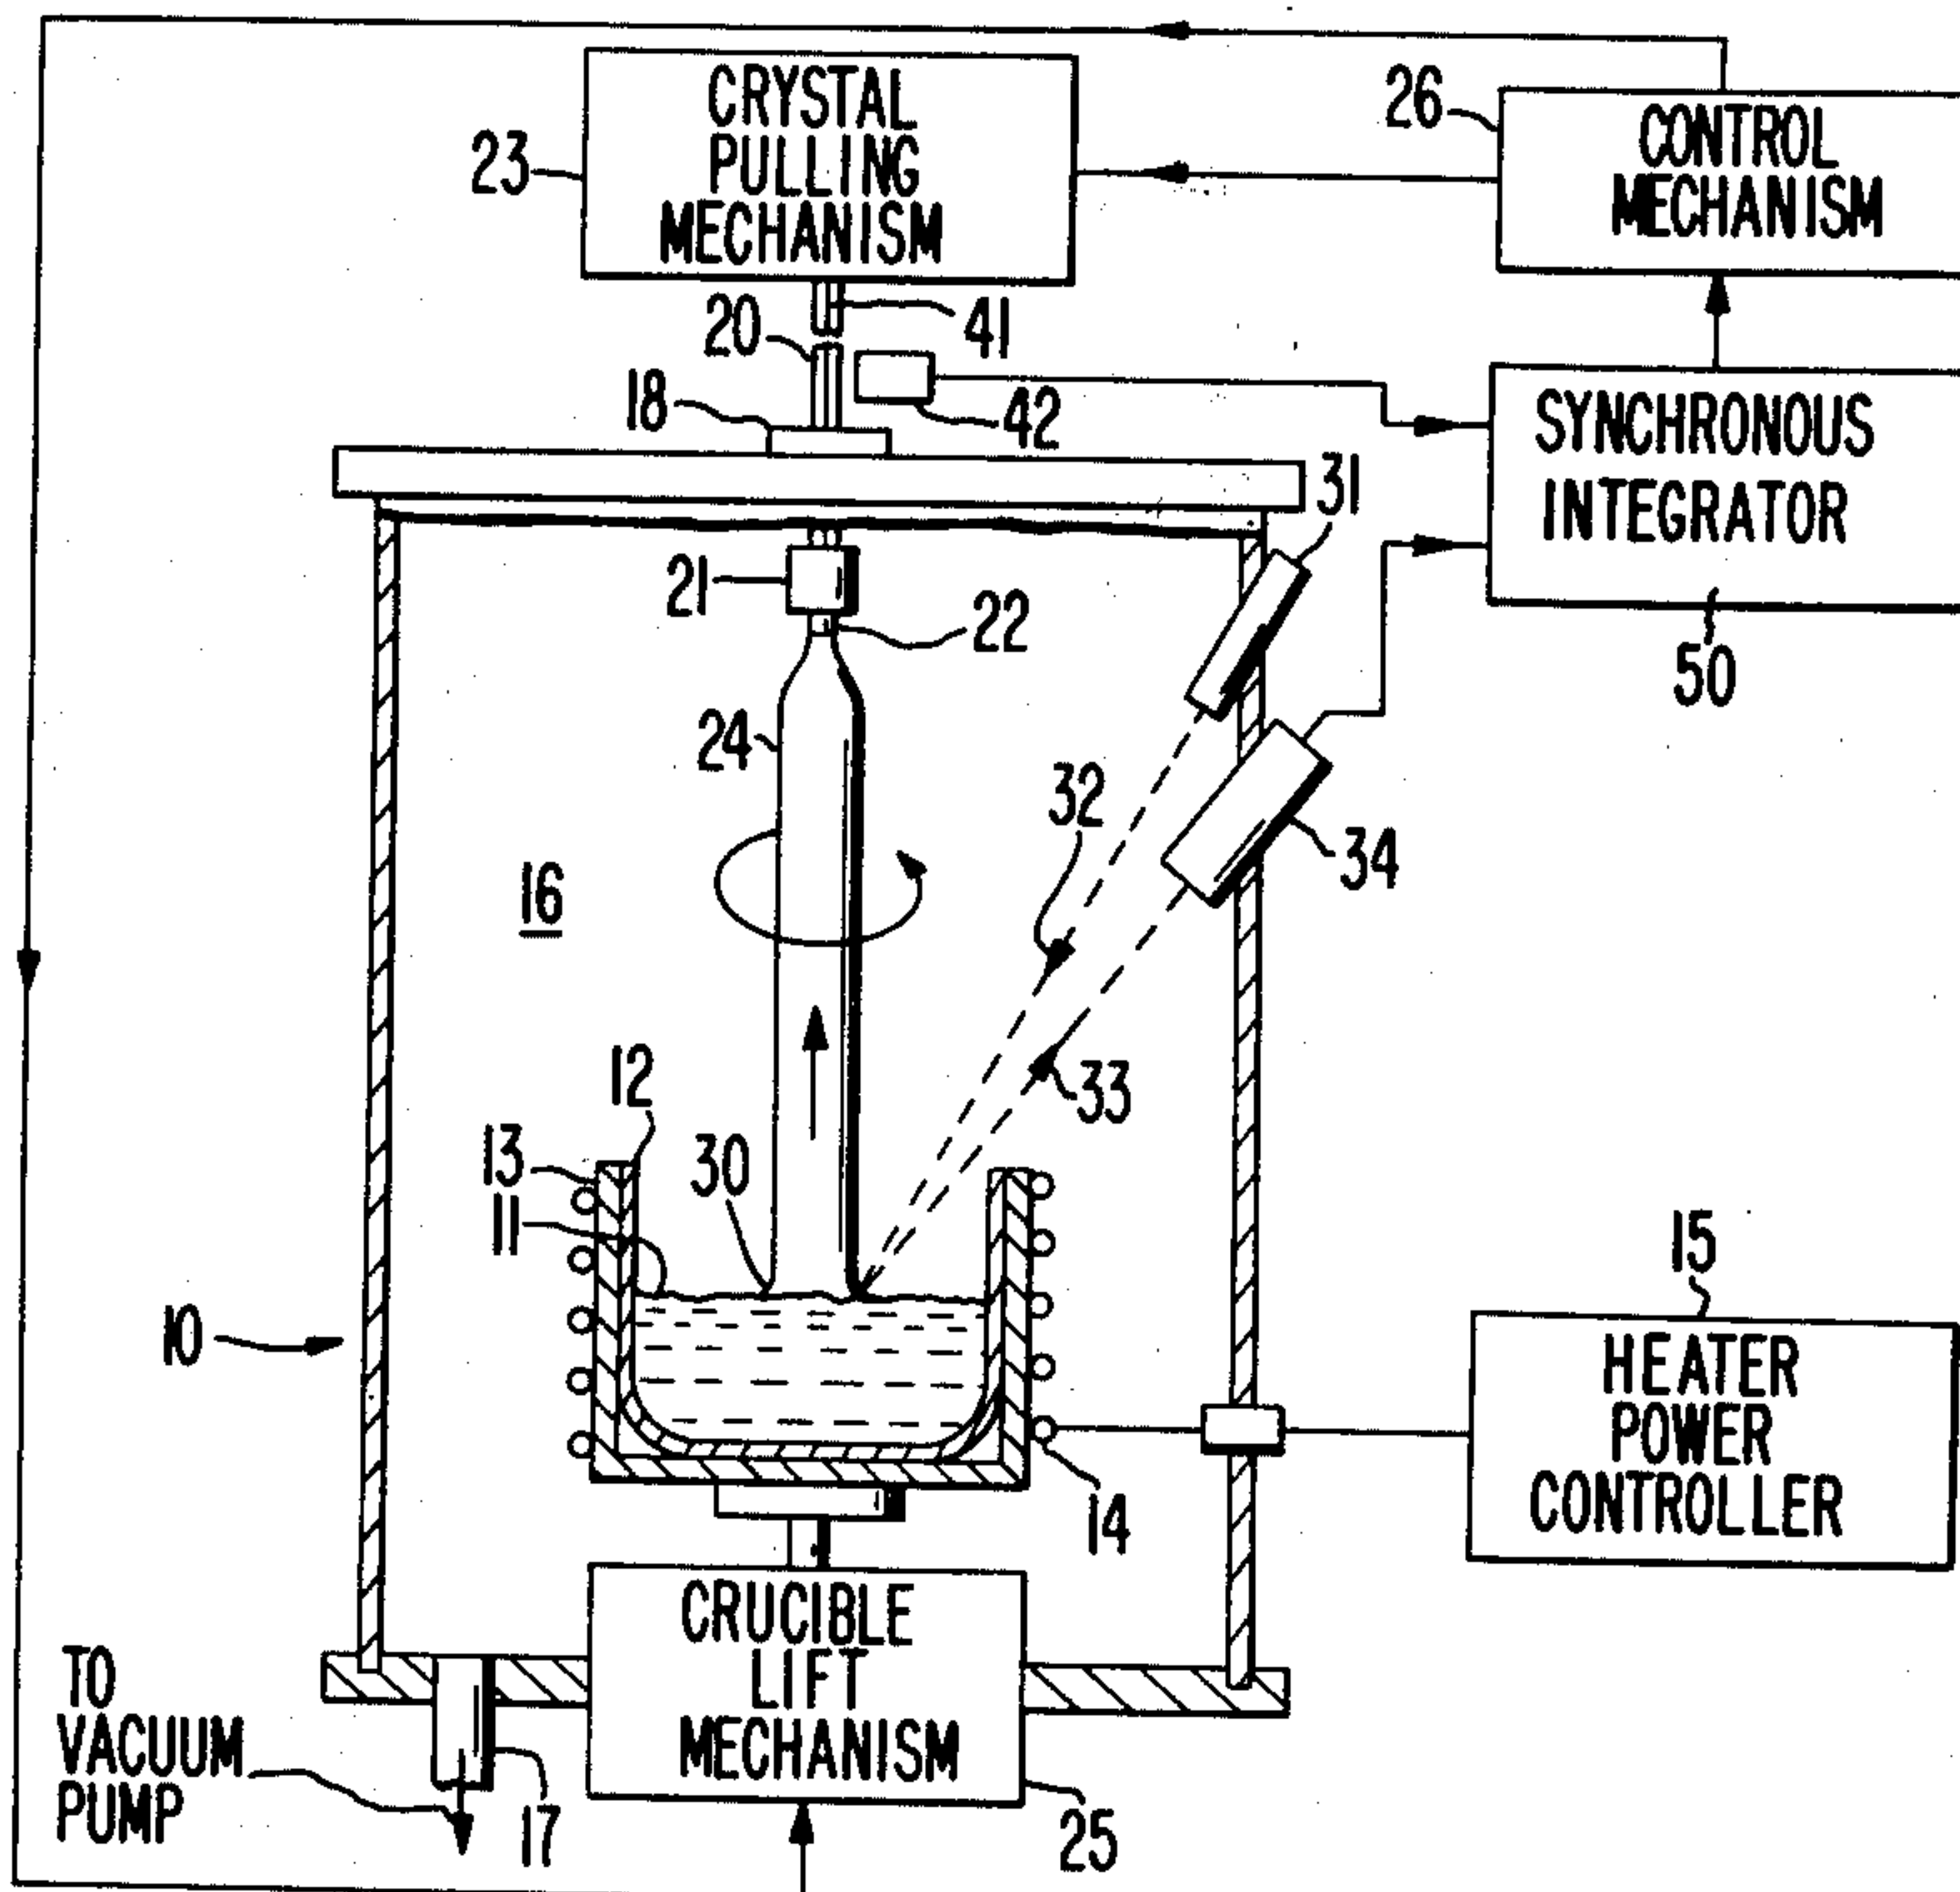 CRYSTAL
PULLING
MECHANISM
23
26
CONTROL
MECHANISM
20
41
18
42
SYNCHRONOUS
INTEGRATOR
31
50
21
22
24
32
34
16
33
12
13
30
11
10
15
HEATER
POWER
CONTROLLER
14
CRUCIBLE
LIFT
MECHANISM
TO
VACUUM
PUMP
17
25